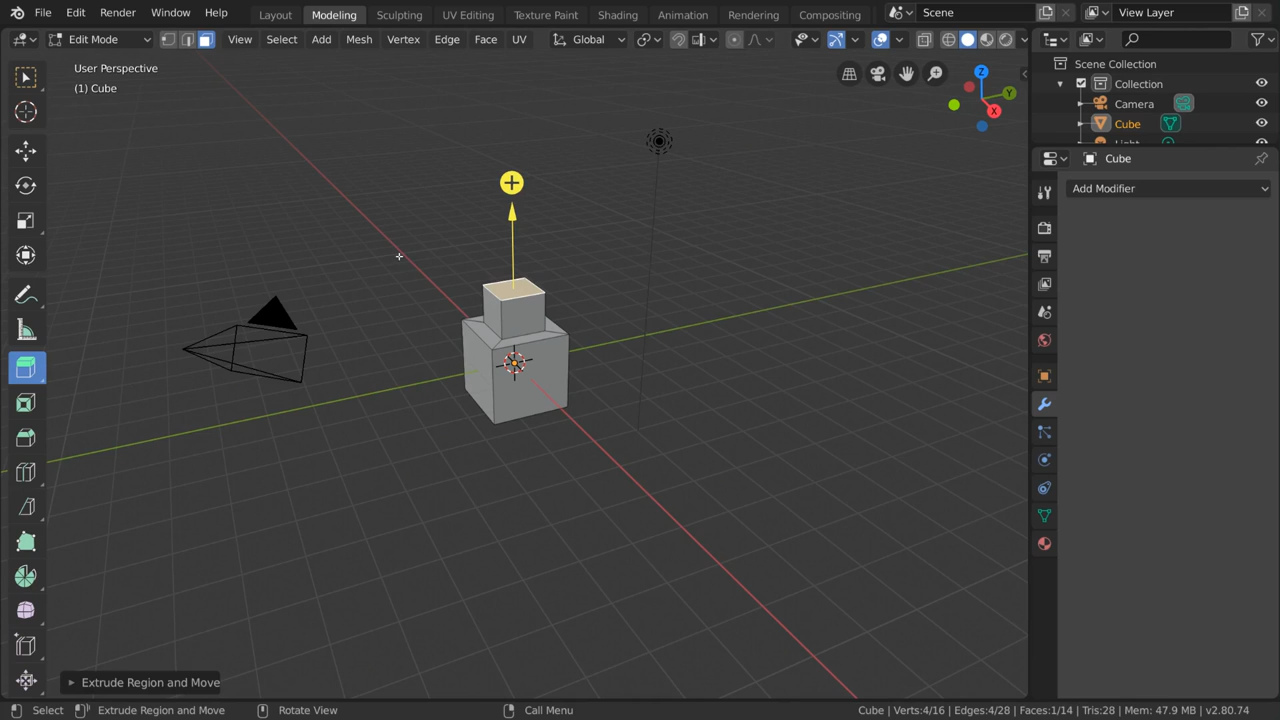 File Edit Render Window Help Layout Modeling Sculpting UV Editing Texture Paint Shading Animation Rendering Compositing Scene View Layer
Edit Mode View Select Add Mesh Vertex Edge Face UV Global
User Perspective
(1) Cube
Z
Y
X
Scene Collection
Collection
Camera
Cube
Light
Cube
Add Modifier
Extrude Region and Move
Select Extrude Region and Move Rotate View Call Menu Cube | Verts:4/16 | Edges:4/28 | Faces:1/14 | Tris:28 | Mem: 47.9 MB | v2.80.74